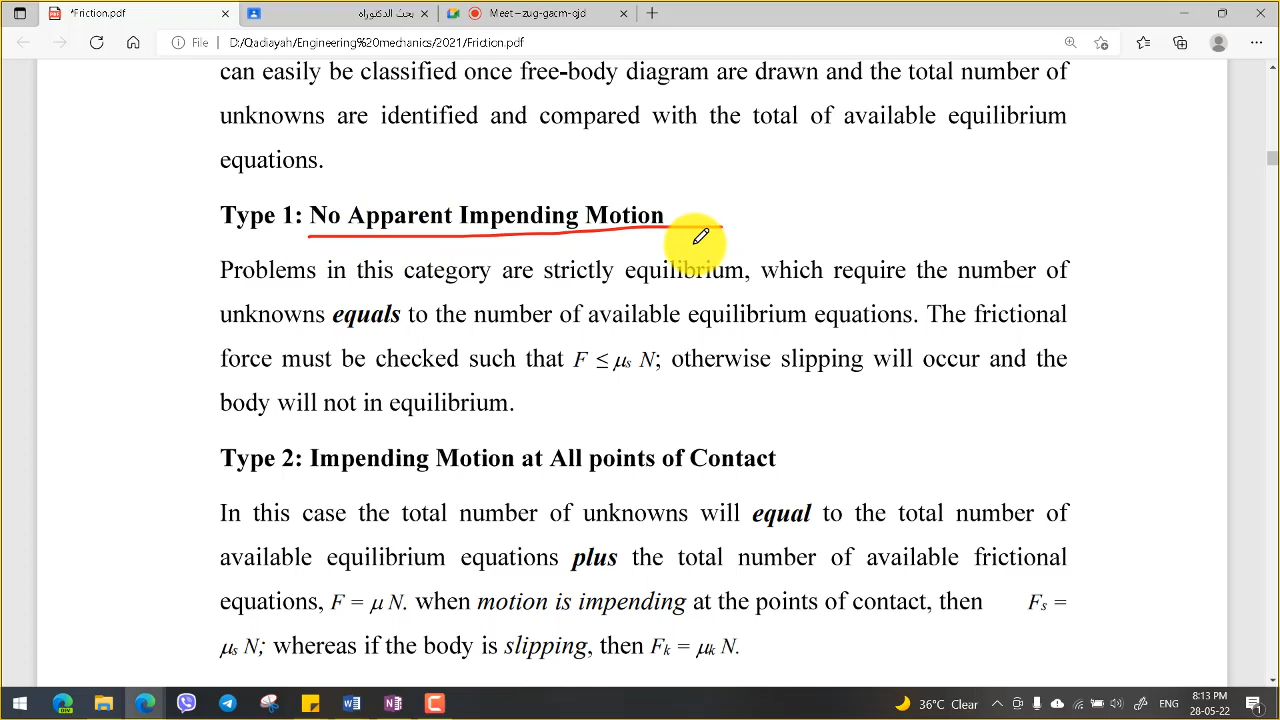 *Friction.pdf
بحث الدكتوراه
Meet – zug-gacm-qjd
File
D:/Qadiayah/Engineering%20mechanics/2021/Friction.pdf
can easily be classified once free-body diagram are drawn and the total number of
unknowns are identified and compared with the total of available equilibrium
equations.
Type 1: No Apparent Impending Motion
Problems in this category are strictly equilibrium, which require the number of
unknowns equals to the number of available equilibrium equations. The frictional
force must be checked such that F ≤ μs N; otherwise slipping will occur and the
body will not in equilibrium.
Type 2: Impending Motion at All points of Contact
In this case the total number of unknowns will equal to the total number of
available equilibrium equations plus the total number of available frictional
equations, F = μ N. when motion is impending at the points of contact, then Fs =
μs N; whereas if the body is slipping, then Fk = μk N.
36°C Clear
ENG
8:13 PM
28-05-22